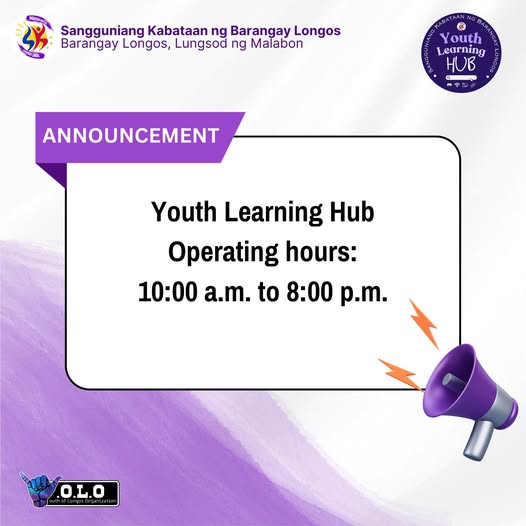 Sangguniang Kabataan ng Barangay Longos
Barangay Longos, Lungsod ng Malabon
SANGGUNIANG KABATAAN NG BARANGAY LONGOS
Youth
Learning
HUB
ANNOUNCEMENT
Youth Learning Hub
Operating hours:
10:00 a.m. to 8:00 p.m.
.O.L.O
outh of Longos Organization